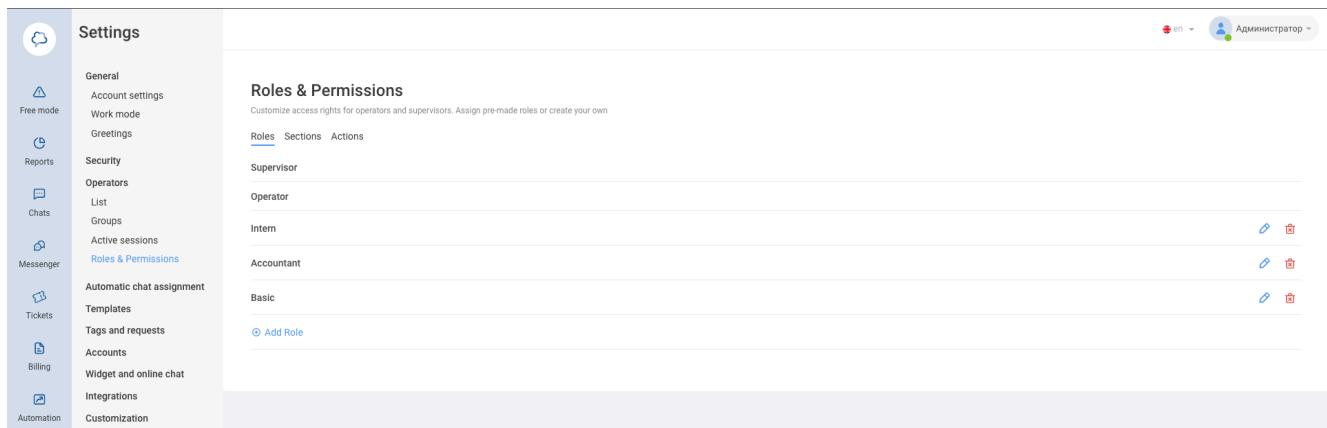 Settings
en
Администратор
Free mode
Reports
Chats
Messenger
Tickets
Billing
Automation
General
Account settings
Work mode
Greetings
Security
Operators
List
Groups
Active sessions
Roles & Permissions
Automatic chat assignment
Templates
Tags and requests
Accounts
Widget and online chat
Integrations
Customization
Roles & Permissions
Customize access rights for operators and supervisors. Assign pre-made roles or create your own
Roles Sections Actions
Supervisor
Operator
Intern
Accountant
Basic
Add Role